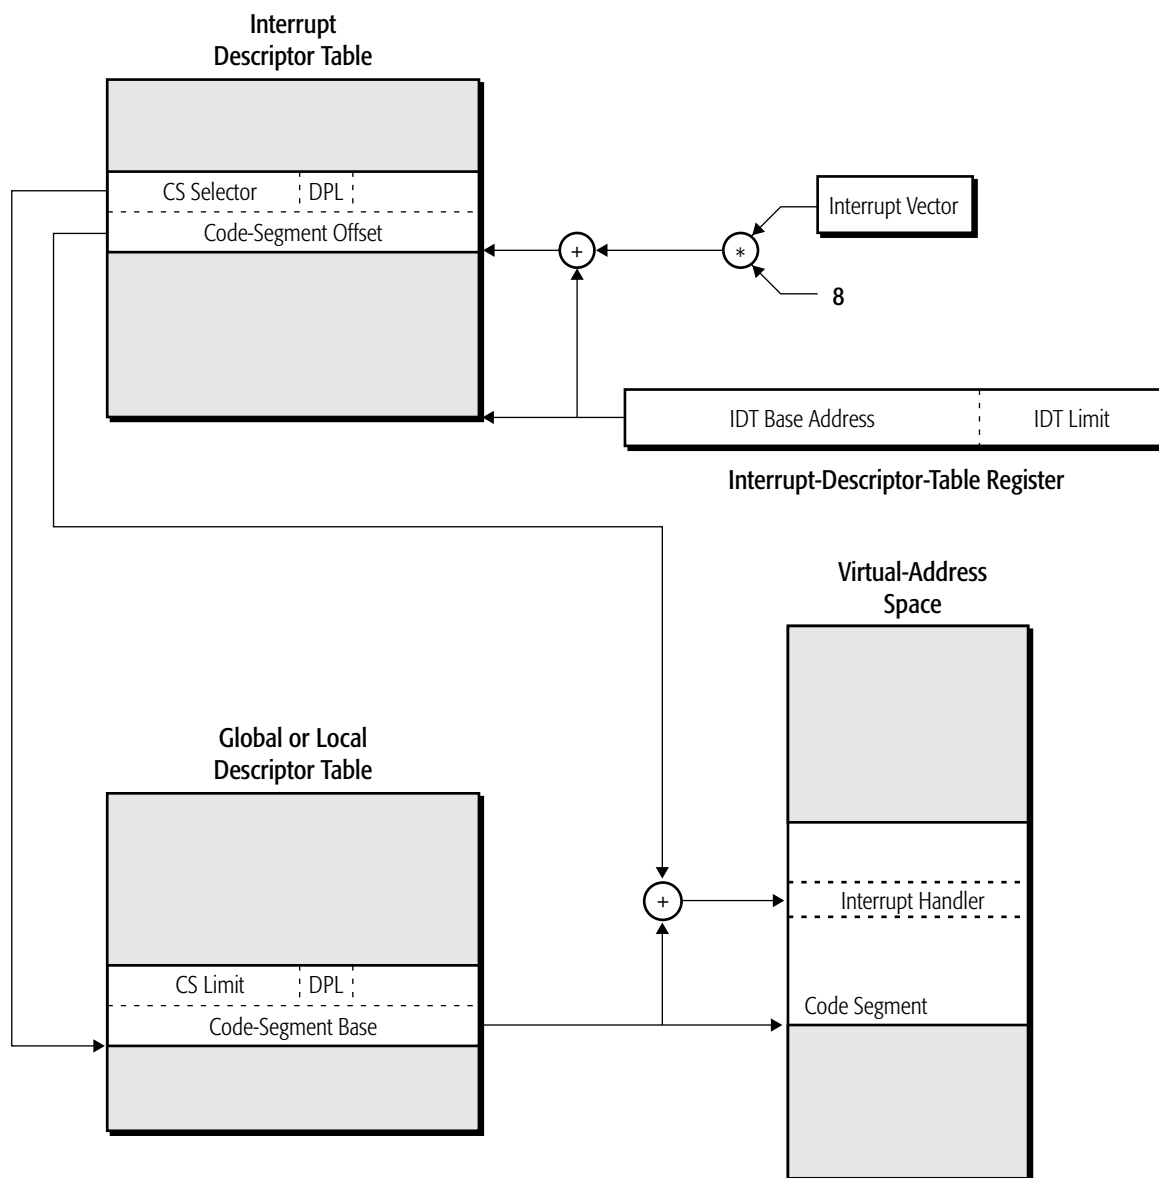 Interrupt
Descriptor Table
CS Selector DPL
Interrupt Vector
Code-Segment Offset
+ *
8
IDT Base Address IDT Limit
Interrupt-Descriptor-Table Register
Virtual-Address
Space
Global or Local
Descriptor Table
+
Interrupt Handler
CS Limit DPL
Code Segment
Code-Segment Base